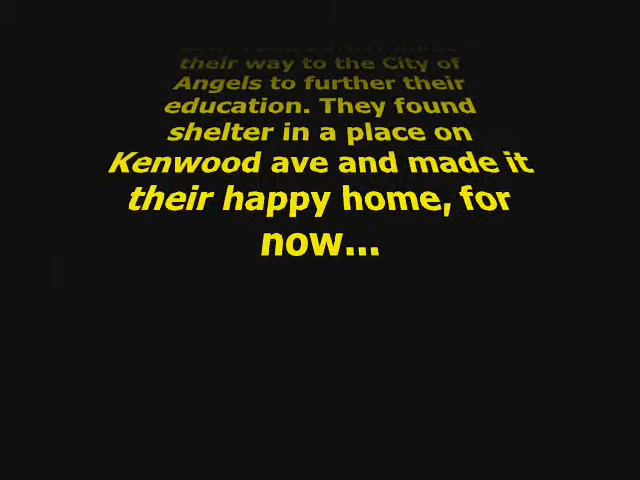 their way to the City of
Angels to further their
education. They found
shelter in a place on
Kenwood ave and made it
their happy home, for
now...